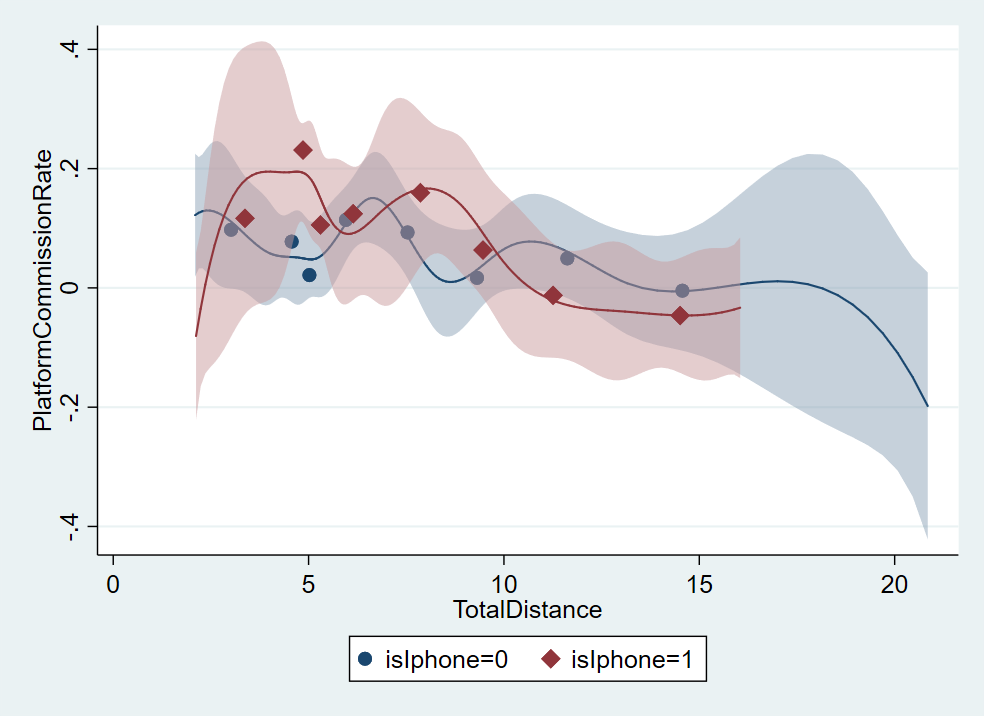 PlatformCommissionRate
.4
.2
0
-.2
-.4
0 5 10 15 20
TotalDistance
isIphone=0 isIphone=1